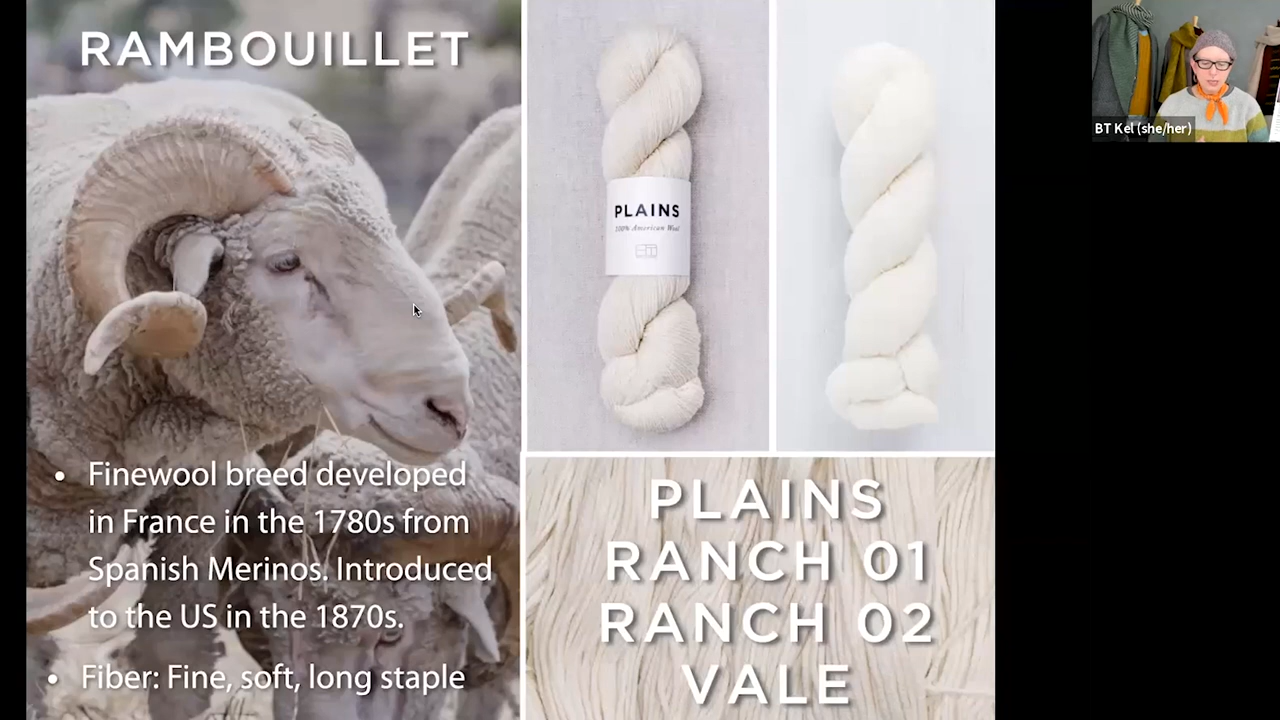 RAMBOUILLET
• Finewool breed developed
in France in the 1780s from
Spanish Merinos. Introduced
to the US in the 1870s.
• Fiber: Fine, soft, long staple
PLAINS
100% American Wool
PLAINS
RANCH 01
RANCH 02
VALE
BT Kel (she/her)